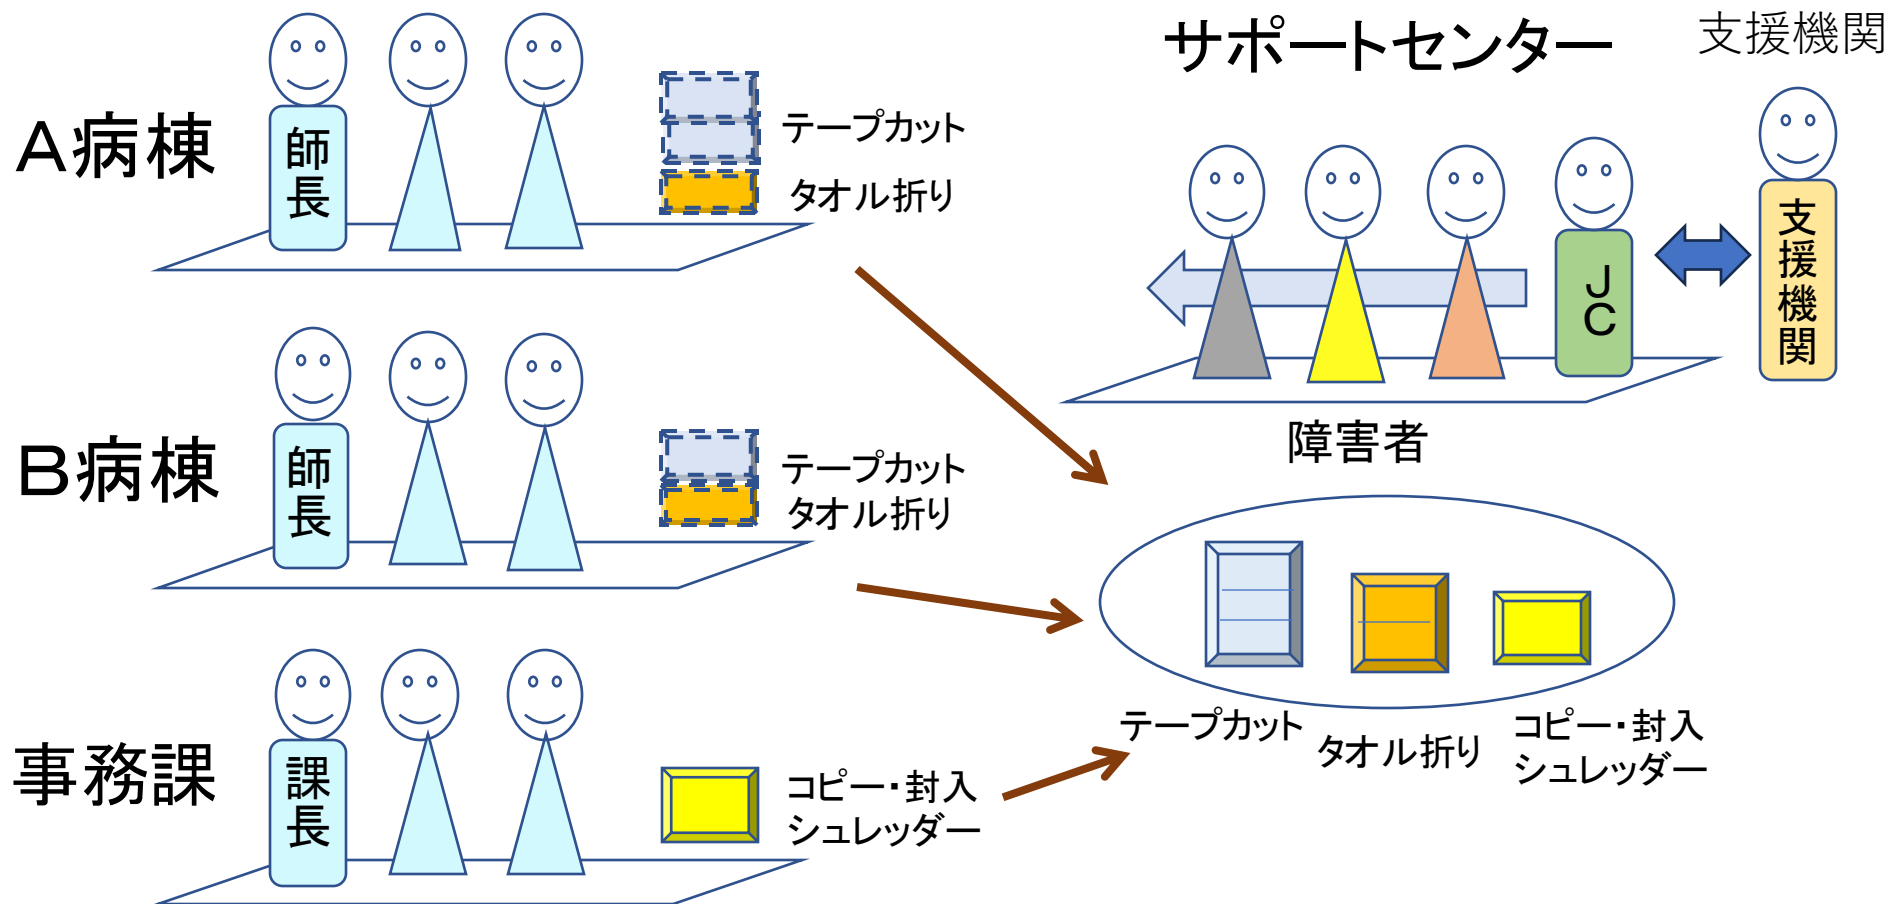 サポートセンター
支援機関
A病棟
師長
テープカット
タオル折り
JC
支援機関
障害者
B病棟
師長
テープカット
タオル折り
テープカット
タオル折り
コピー・封入
シュレッダー
事務課
課長
コピー・封入
シュレッダー